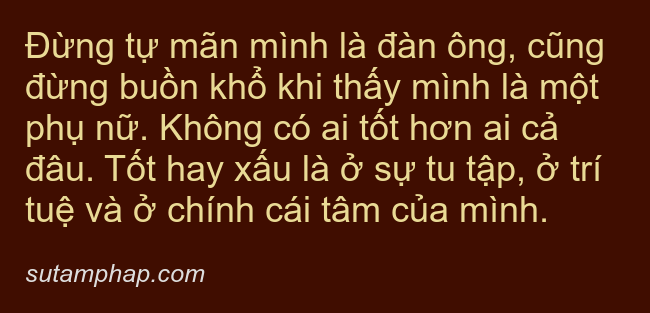 Đừng tự mãn mình là đàn ông, cũng
đừng buồn khổ khi thấy mình là một
phụ nữ. Không có ai tốt hơn ai cả
đâu. Tốt hay xấu là ở sự tu tập, ở trí
tuệ và ở chính cái tâm của mình.
sutamphap.com